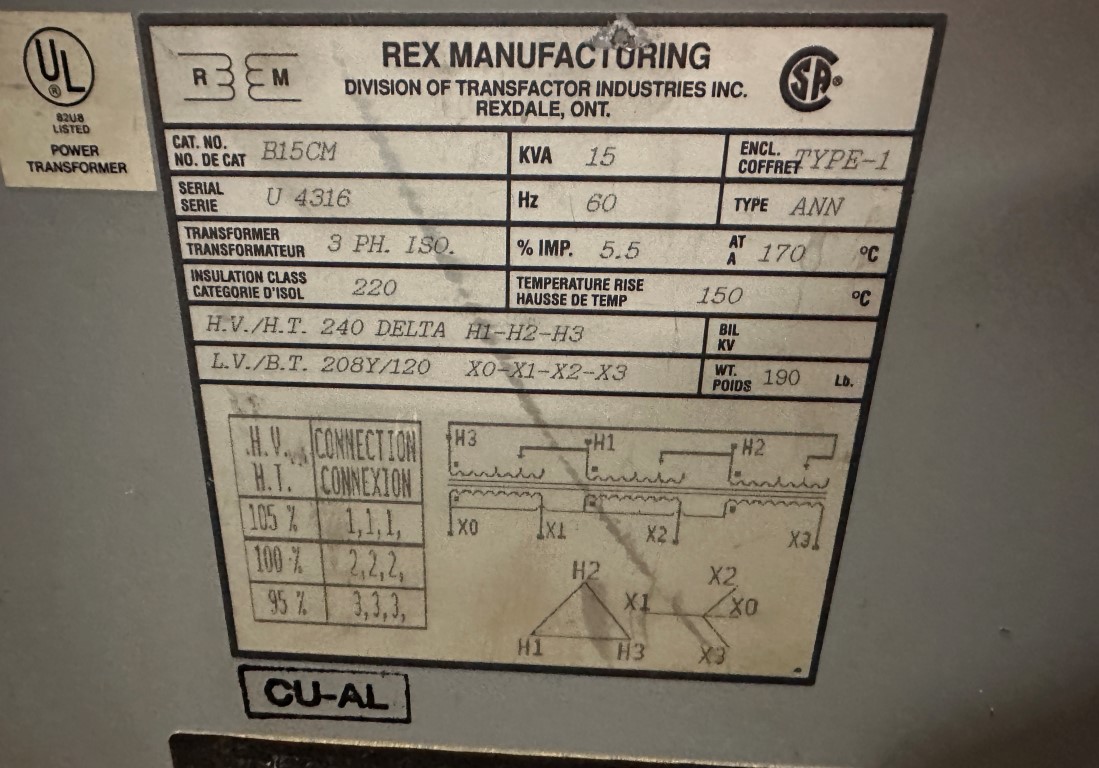 UL
®
82U8
LISTED
POWER
TRANSFORMER
R M
REX MANUFACTURING
DIVISION OF TRANSFACTOR INDUSTRIES INC.
REXDALE, ONT.
SA®
CAT. NO.
NO. DE CAT B15CM
KVA 15
ENCL.
COFFRET TYPE-1
SERIAL
SERIE U 4316
Hz 60
TYPE ANN
TRANSFORMER
TRANSFORMATEUR 3 PH. ISO.
% IMP. 5.5
AT
A 170 °C
INSULATION CLASS
CATEGORIE D'ISOL 220
TEMPERATURE RISE
HAUSSE DE TEMP 150 °C
H.V./H.T. 240 DELTA H1-H2-H3
BIL
KV
L.V./B.T. 208Y/120 X0-X1-X2-X3
WT.
POIDS 190 Lb.
H.V. CONNECTION
H.T. CONNEXION
105 % 1,1,1,
100 % 2,2,2,
95 % 3,3,3,
H3 H1 H2
X0 X1 X2 X3
H2 X2
X1 X0
H1 H3 X3
CU-AL